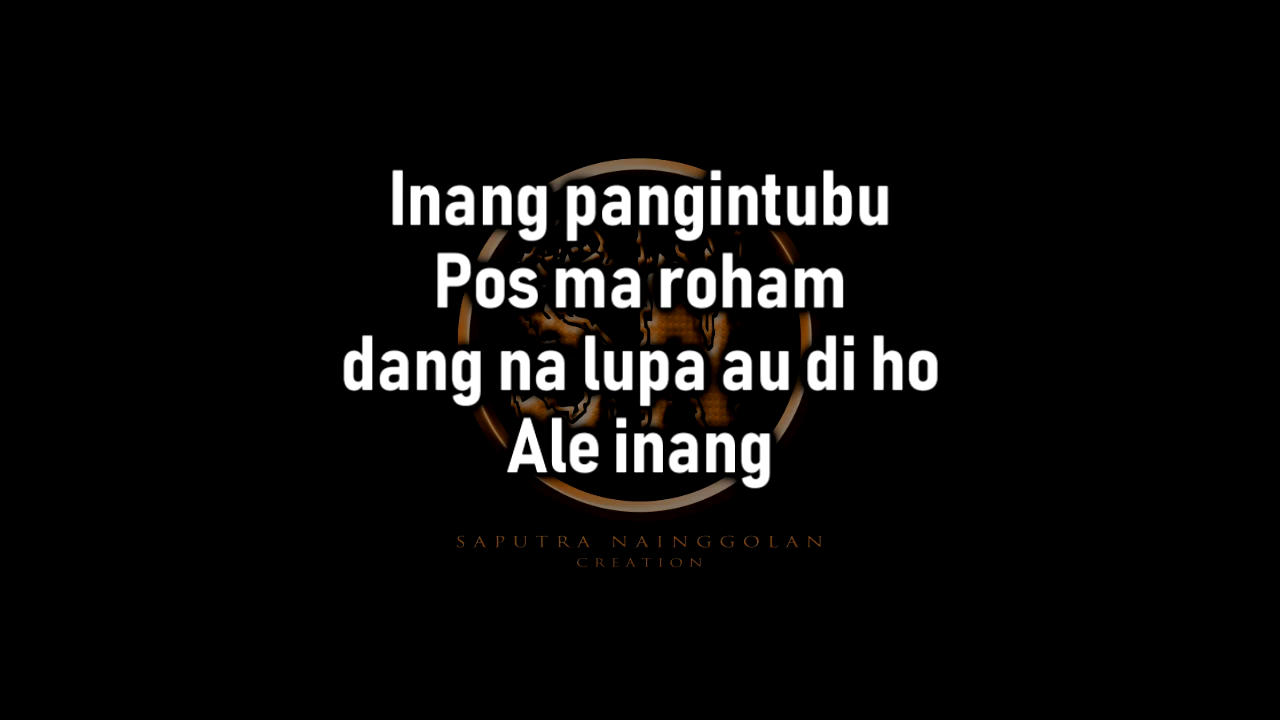 Inang pangintubu
Pos ma roham
dang na lupa au di ho
Ale inang
SAPUTRA NAINGGOLAN
CREATION